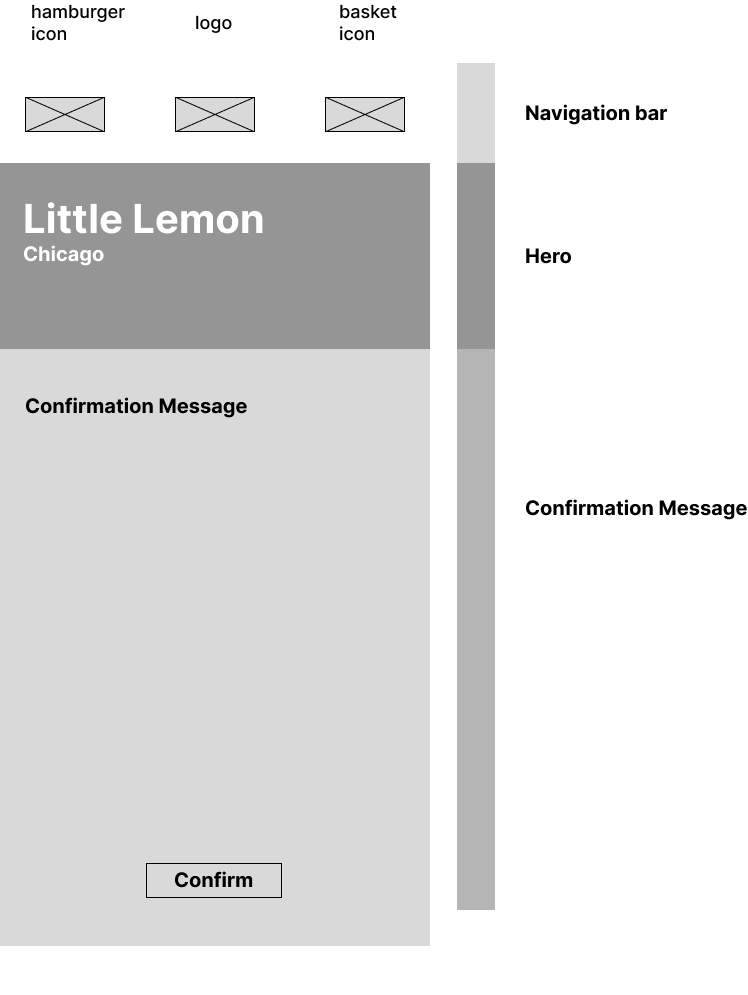 hamburger
icon
logo
basket
icon
Navigation bar
Little Lemon
Chicago
Hero
Confirmation Message
Confirmation Message
Confirm